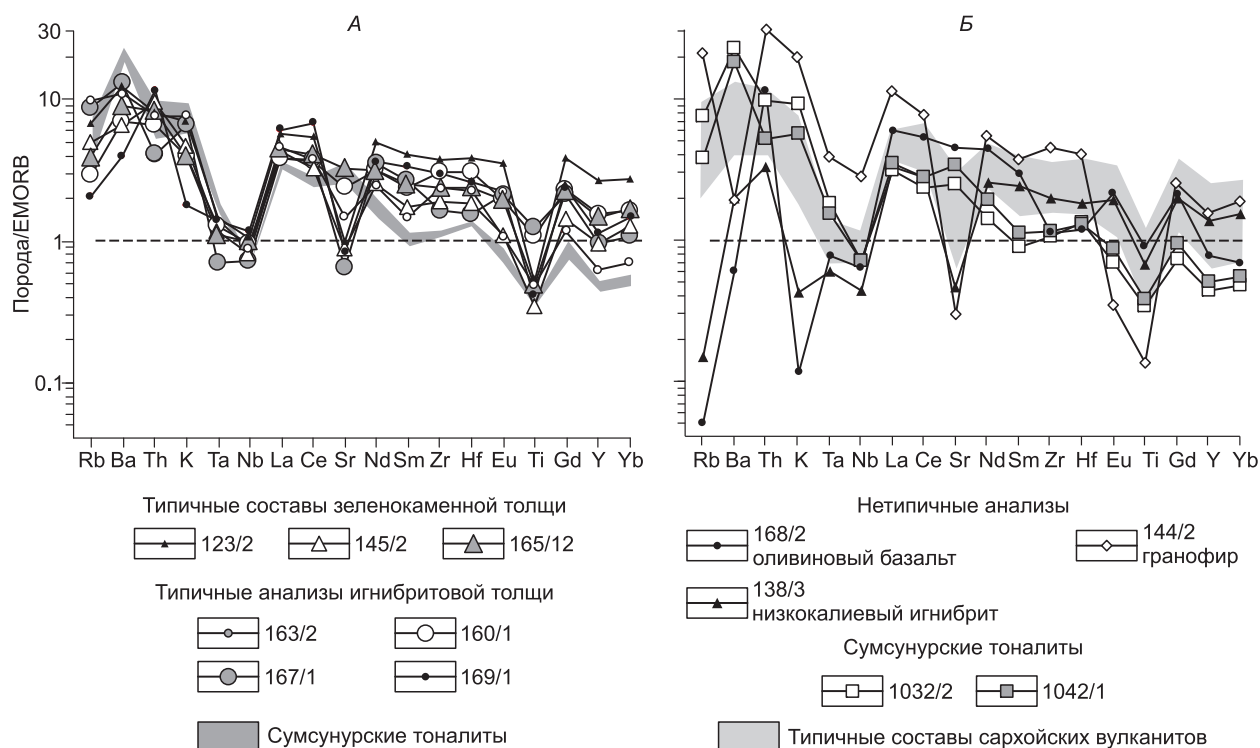 А
Б
30
10
1
0.1
Порода/EMORB
30
10
1
Rb Ba Th K Ta Nb La Ce Sr Nd Sm Zr Hf Eu Ti Gd Y Yb
Rb Ba Th K Ta Nb La Ce Sr Nd Sm Zr Hf Eu Ti Gd Y Yb
Типичные составы зеленокаменной толщи
123/2 145/2 165/12
Типичные анализы игнибритовой толщи
163/2 160/1
167/1 169/1
Сумсунурские тоналиты
Нетипичные анализы
168/2 144/2
оливиновый базальт гранофир
138/3
низкокалиевый игнибрит
Сумсунурские тоналиты
1032/2 1042/1
Типичные составы сархойских вулканитов